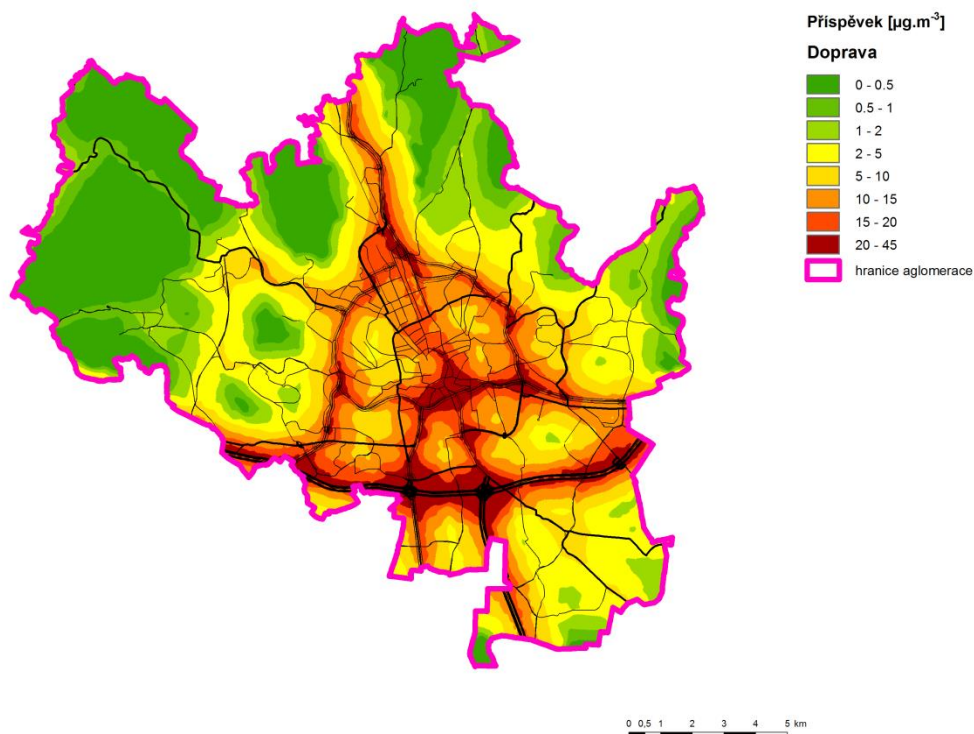 Příspěvek [µg.m-3]
Doprava
0 - 0.5
0.5 - 1
1 - 2
2 - 5
5 - 10
10 - 15
15 - 20
20 - 45
hranice aglomerace
0 0,5 1 2 3 4 5 km